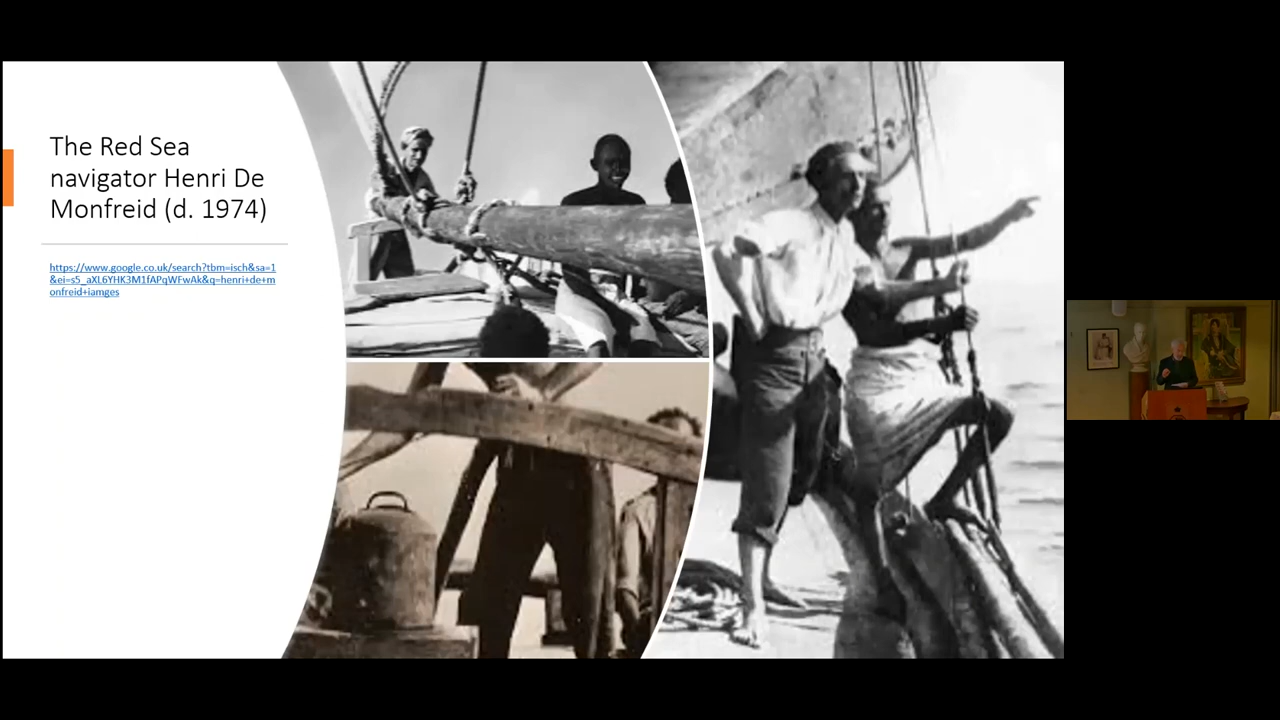 The Red Sea
navigator Henri De
Monfreid (d. 1974)
https://www.google.co.uk/search?tbm=isch&sa=1
&ei=s5_aXL6YHK3M1fAPqWFwAk&q=henri+de+m
onfreid+iamges